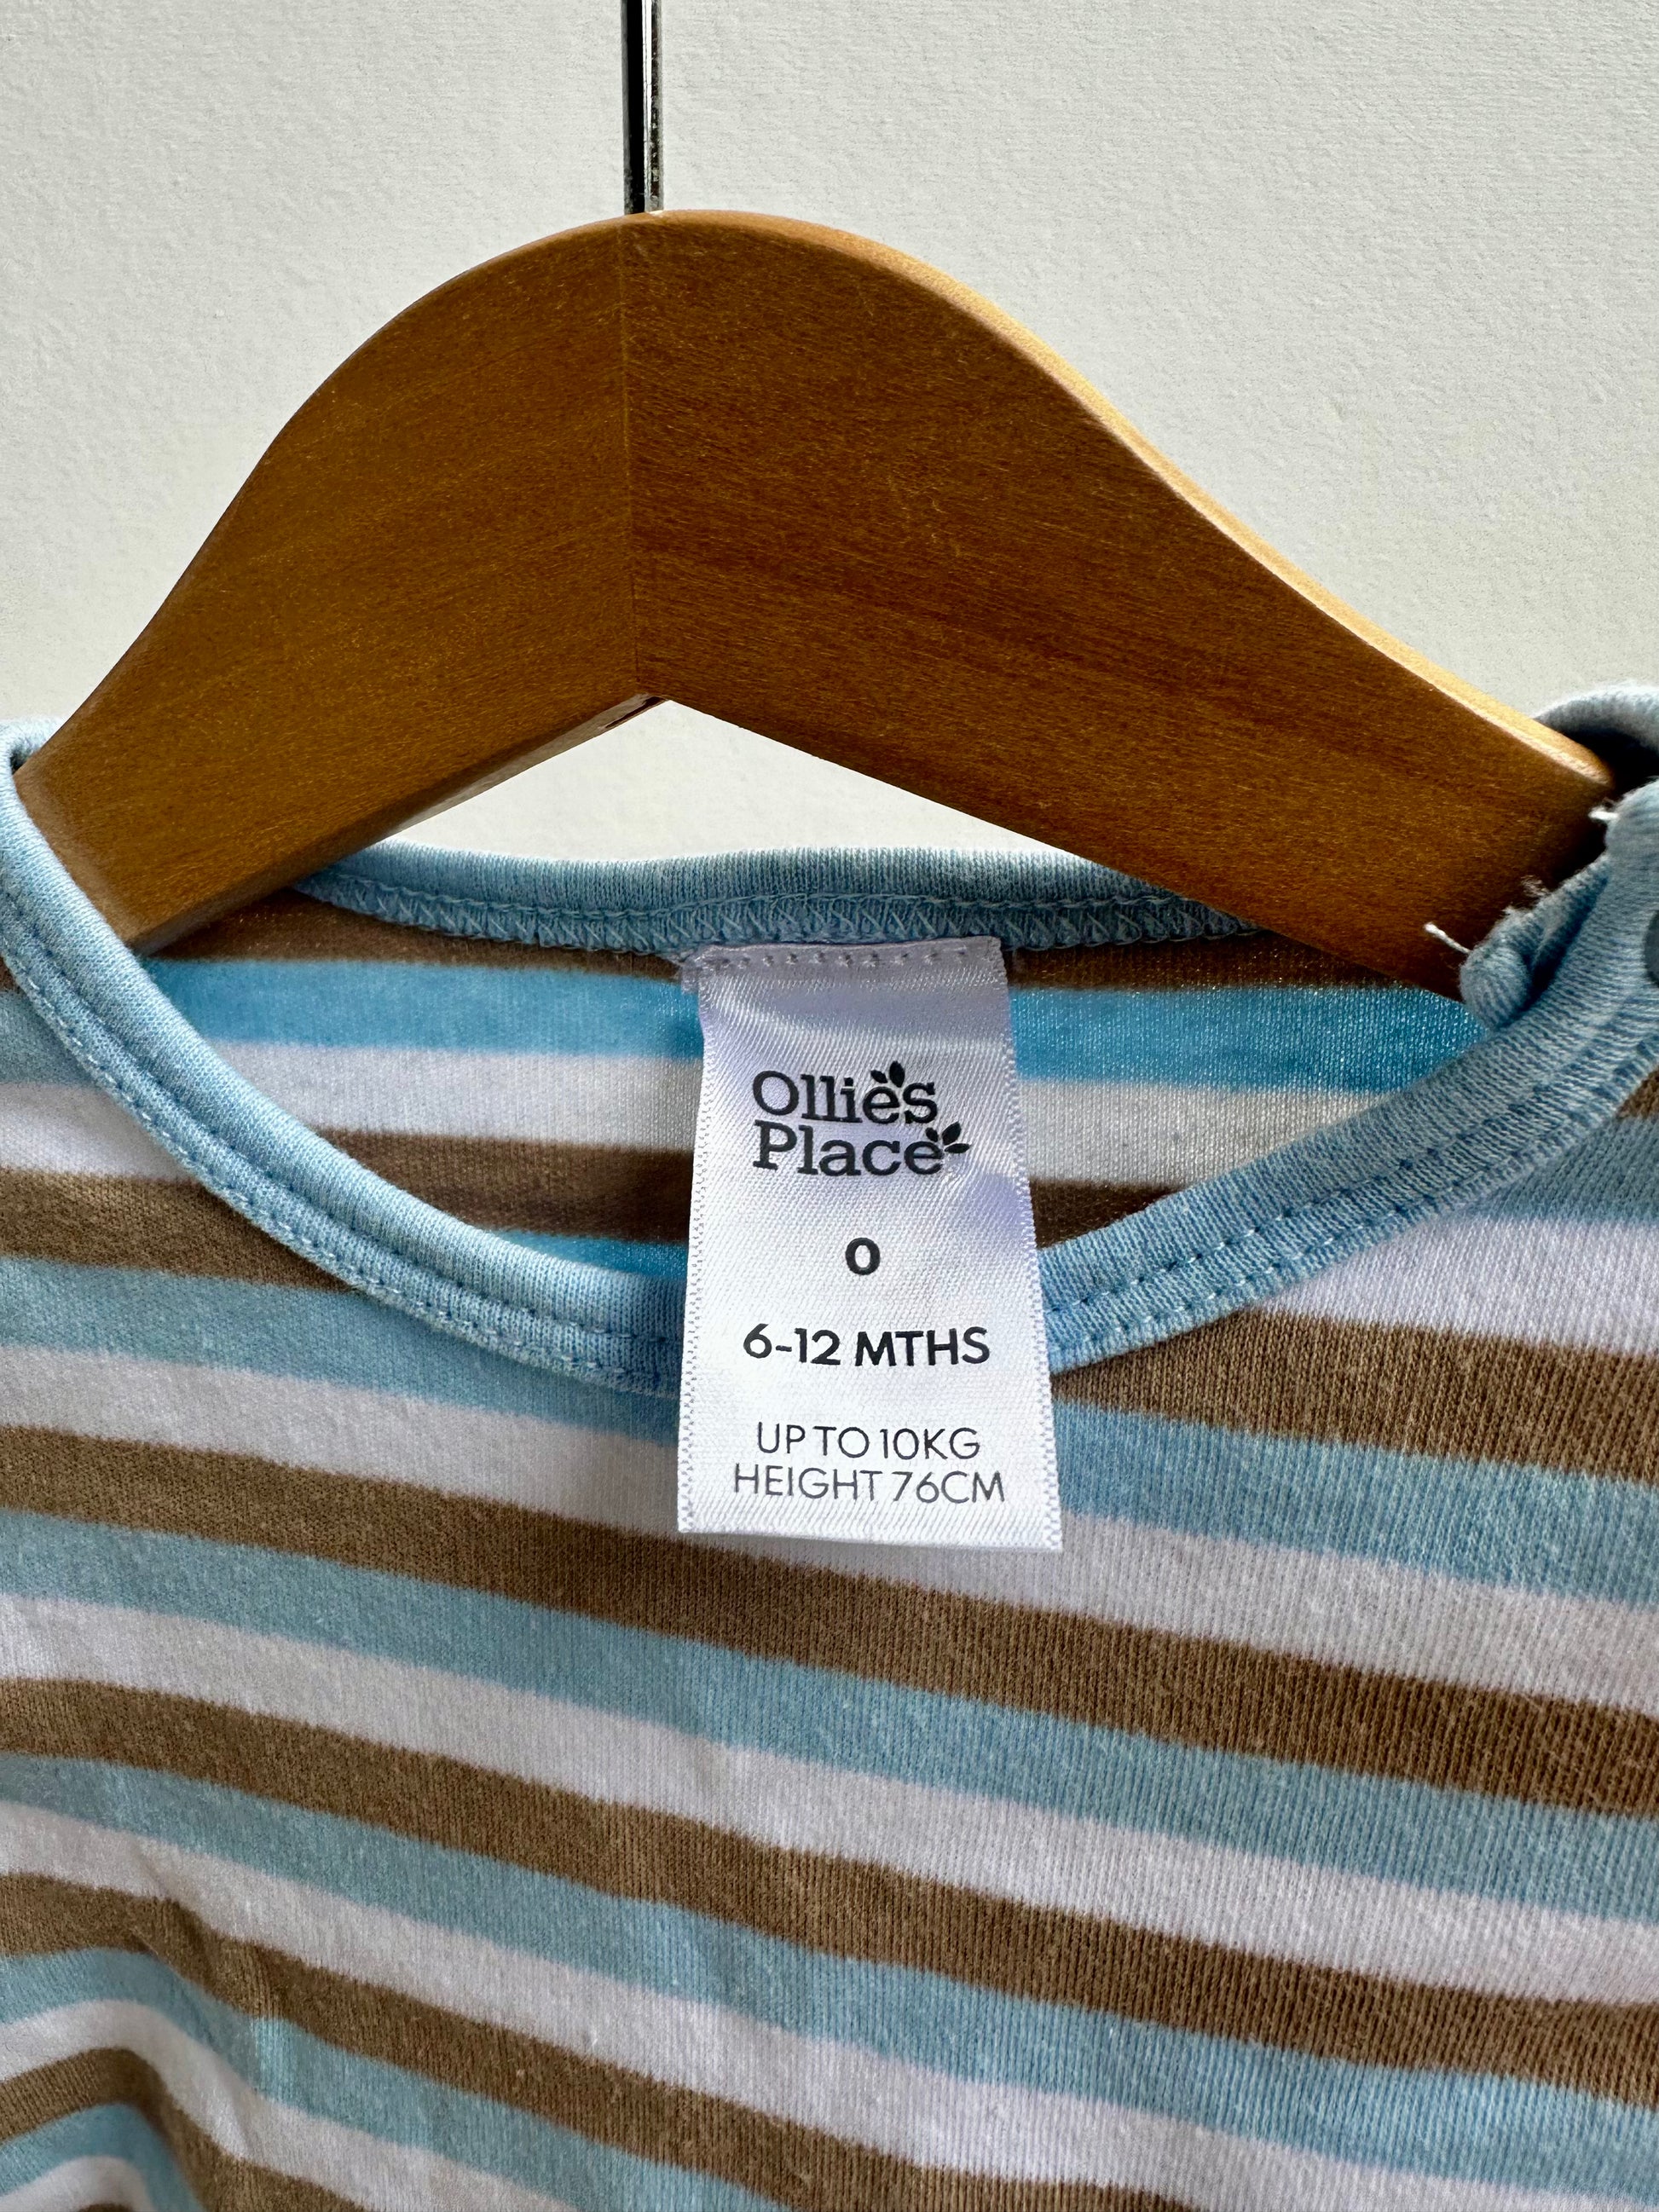 Ollie's
Place
0
6-12 MTHS
UP TO 10KG
HEIGHT 76CM